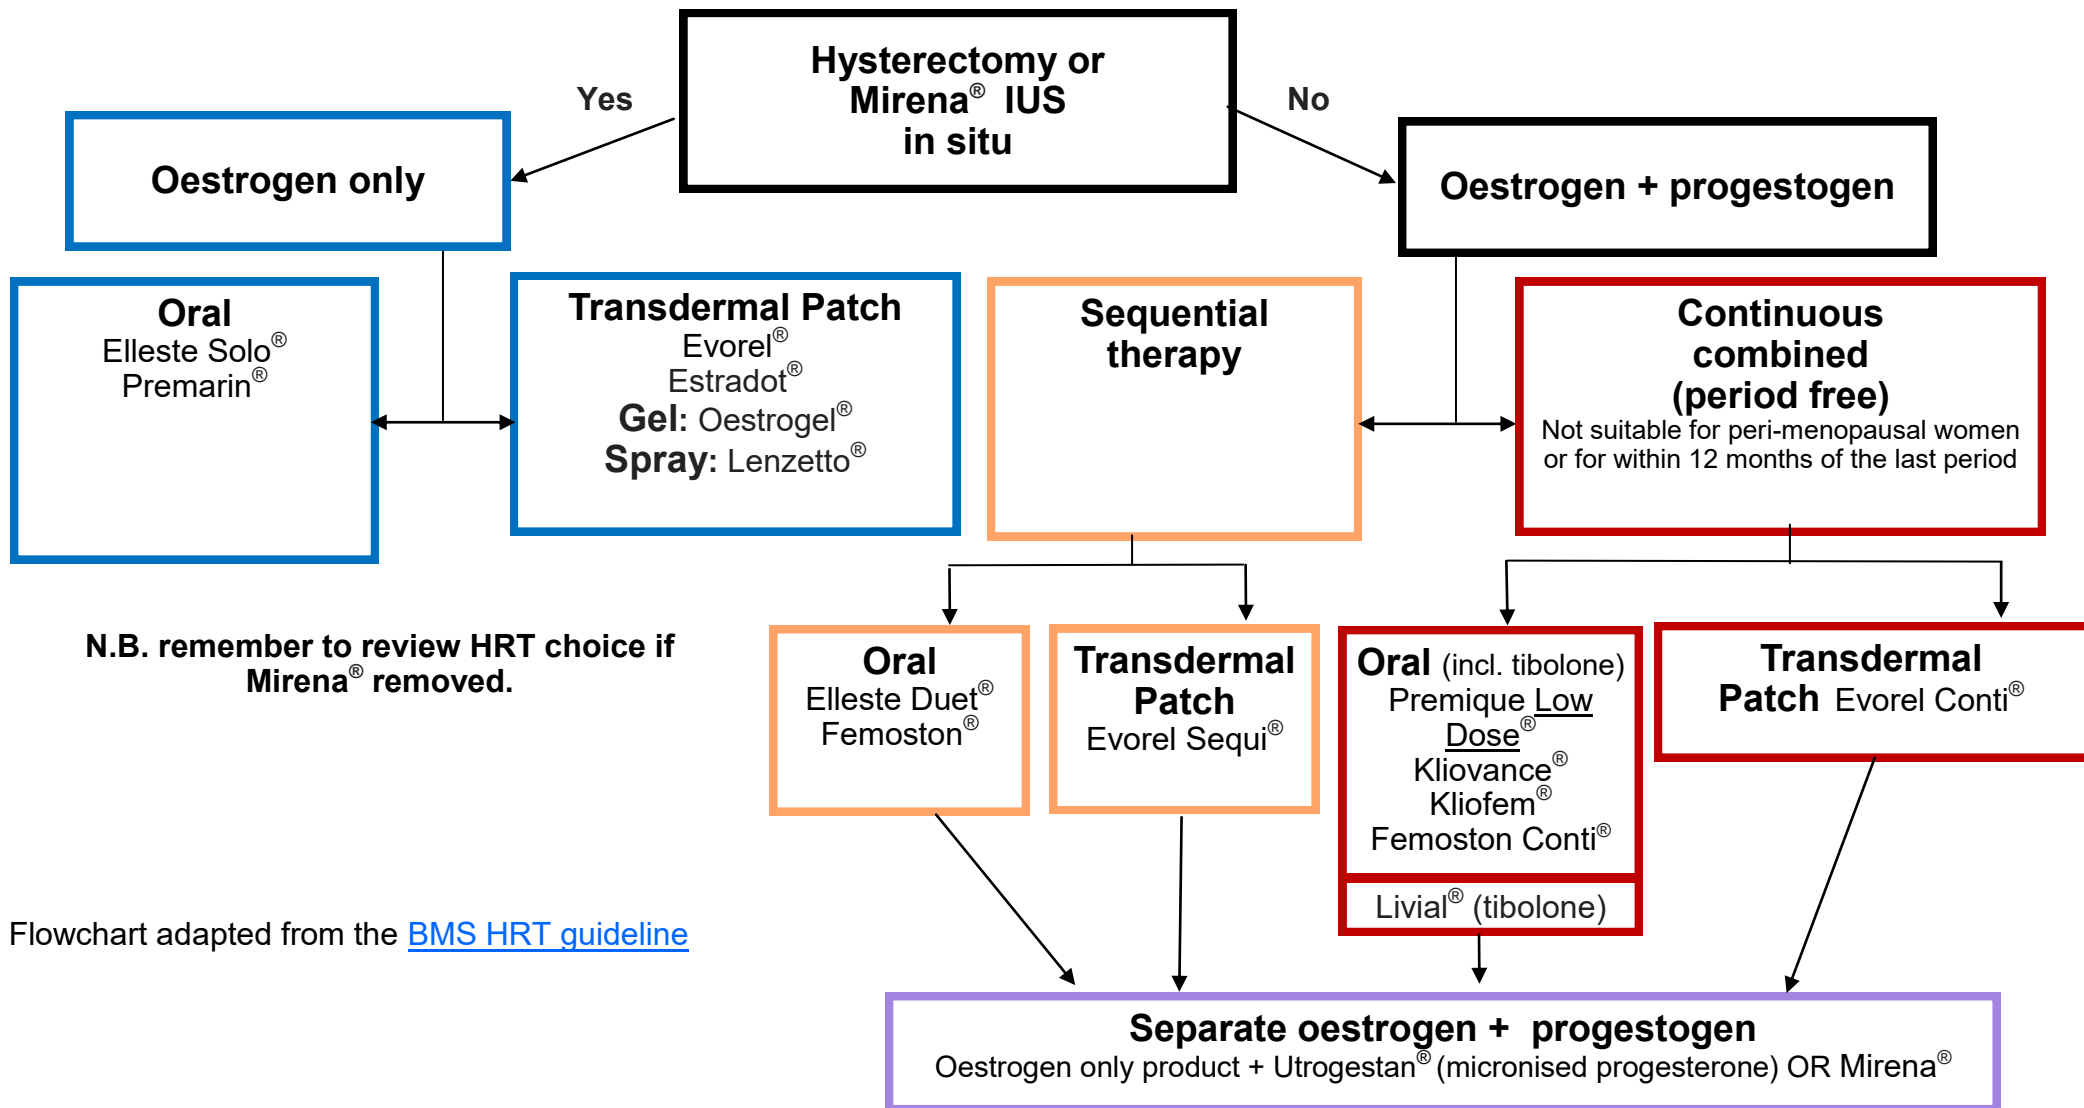 Hysterectomy or
Mirena® IUS
in situ
Yes
No
Oestrogen only
Oestrogen + progestogen
Oral
Elleste Solo®
Premarin®
Transdermal Patch
Evorel®
Estradot®
Gel: Oestrogel®
Spray: Lenzetto®
Sequential
therapy
Continuous
combined
(period free)
Not suitable for peri-menopausal women
or for within 12 months of the last period
N.B. remember to review HRT choice if
Mirena® removed.
Oral
Elleste Duet®
Femoston®
Transdermal
Patch
Evorel Sequi®
Oral (incl. tibolone)
Premique Low
Dose®
Kliovance®
Kliofem®
Femoston Conti®
Livial® (tibolone)
Transdermal
Patch Evorel Conti®
Flowchart adapted from the BMS HRT guideline
Separate oestrogen + progestogen
Oestrogen only product + Utrogestan® (micronised progesterone) OR Mirena®